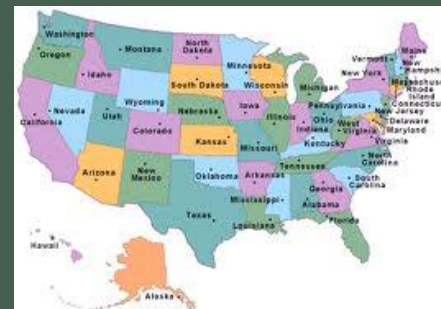 Washington
Montana
North
Dakota
Minnesota
Vermont
Maine
Oregon
Idaho
South Dakota
Wisconsin
Michigan
New York
New
Hampshire
Massachuse
Rhode
Island
Connecticut
New
Jersey
Delaware
Maryland
Wyoming
Nebraska
Iowa
Pennsylvania
Nevada
Utah
Colorado
Illinois
Indiana
Ohio
West
Virginia
Virginia
California
Kansas
Missouri
Kentucky
North
Carolina
Tennessee
South
Carolina
Arizona
New
Mexico
Oklahoma
Arkansas
Mississippi
Alabama
Georgia
Texas
Louisiana
Florida
Hawaii
Alaska